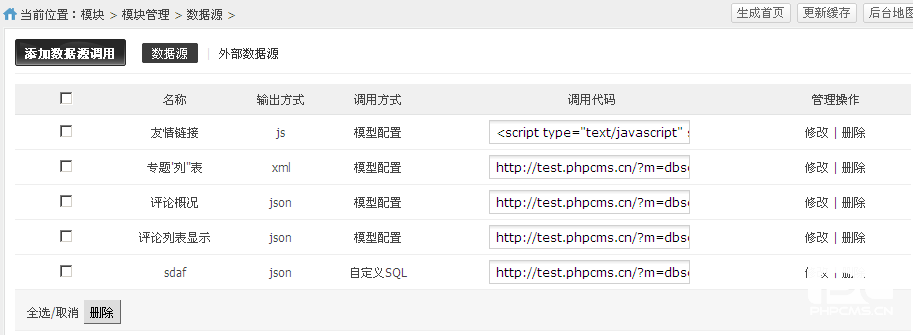 当前位置：模块 > 模块管理 > 数据源 > 生成首页 更新缓存 后台地图
添加数据源调用 数据源 外部数据源
名称 输出方式 调用方式 调用代码 管理操作
友情链接 js 模型配置 <script type="text/javascript" 修改 | 删除
专题'列"表 xml 模型配置 http://test.phpcms.cn/?m=dbs 修改 | 删除
评论概况 json 模型配置 http://test.phpcms.cn/?m=dbs 修改 | 删除
评论列表显示 json 模型配置 http://test.phpcms.cn/?m=dbs 修改 | 删除
sdaf json 自定义SQL http://test.phpcms.cn/?m=dbs
全选/取消 删除
PHPCMS.CN